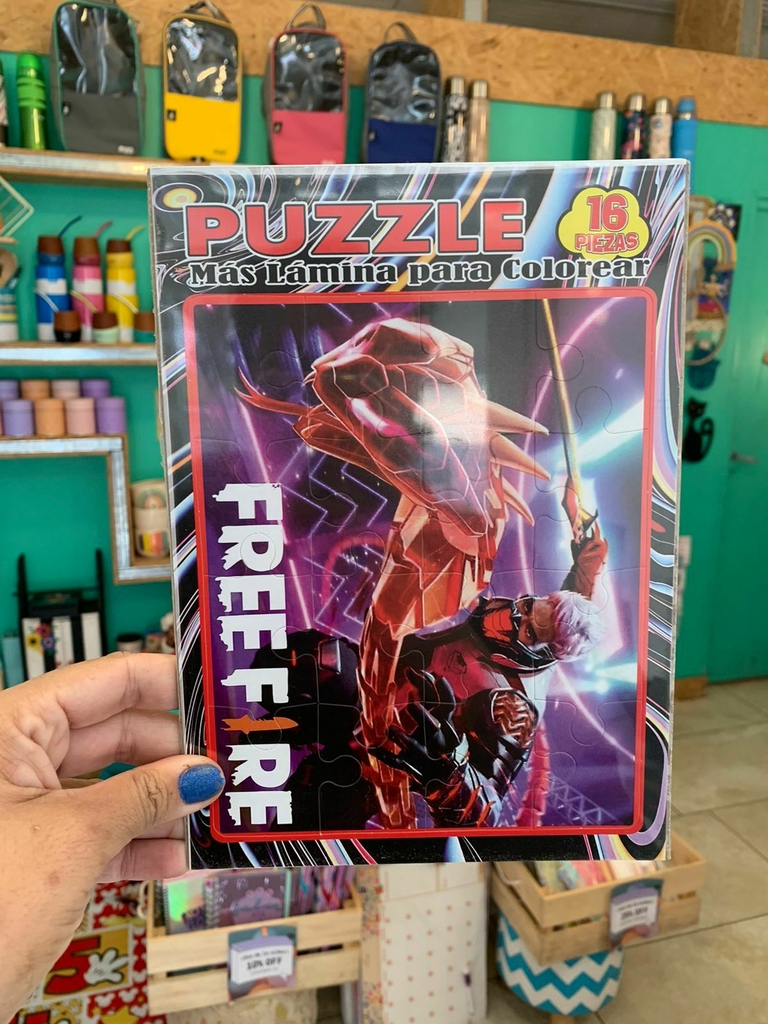 PUZZLE
16
PIEZAS
Más Lámina para Colorear
FREE FIRE